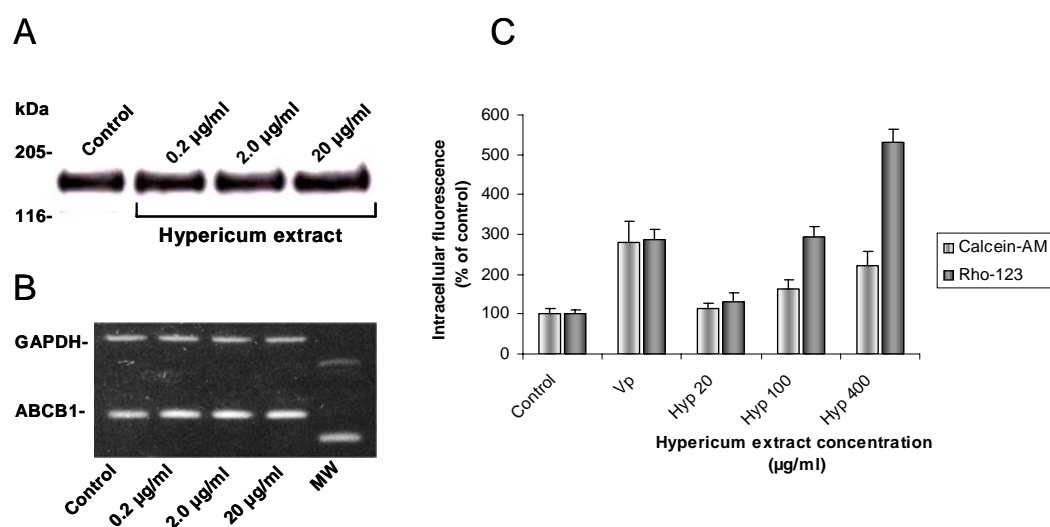 A
kDa
205-
116-
Control
0.2 µg/ml
2.0 µg/ml
20 µg/ml
Hypericum extract
B
GAPDH-
ABCB1-
Control
0.2 µg/ml
2.0 µg/ml
20 µg/ml
MW
C
Intracellular fluorescence
(% of control)
600
500
400
300
200
100
0
Control
Vp
Hyp 20
Hyp 100
Hyp 400
Hypericum extract concentration
(µg/ml)
Calcein-AM
Rho-123